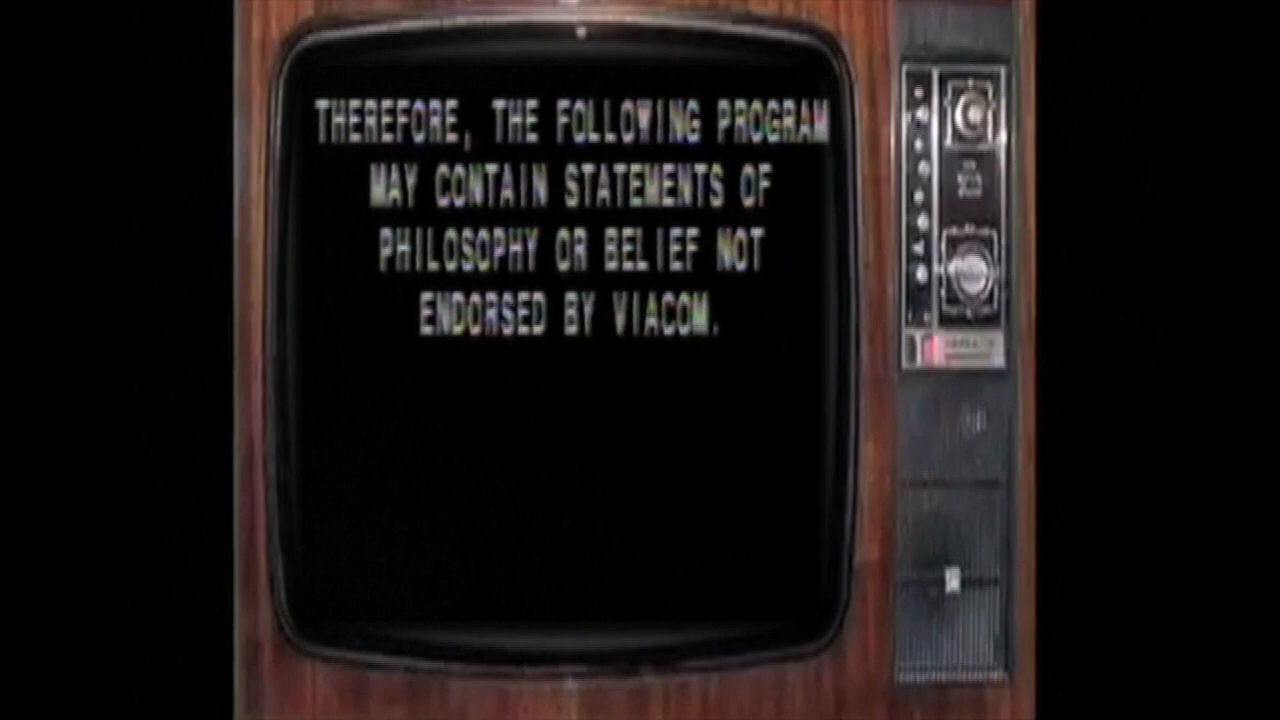 THEREFORE, THE FOLLOWING PROGRAM
MAY CONTAIN STATEMENTS OF
PHILOSOPHY OR BELIEF NOT
ENDORSED BY VIACOM.